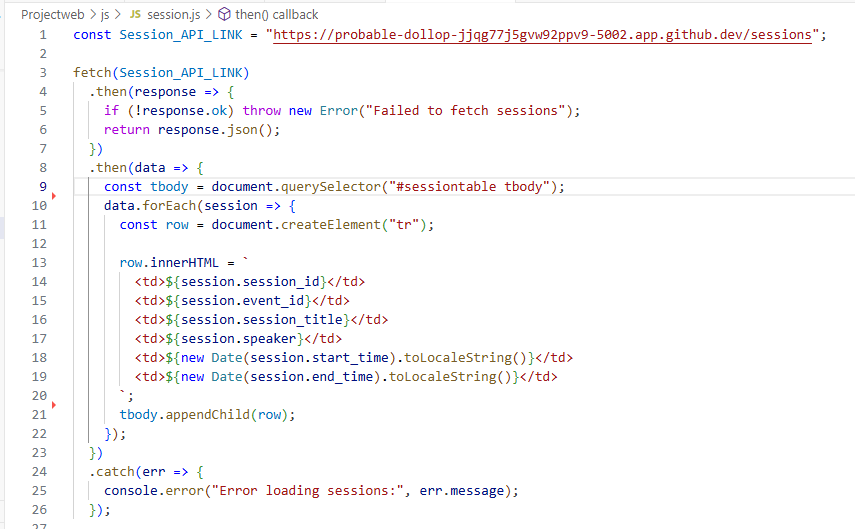 Projectweb > js > JS session.js > then() callback
1 const Session_API_LINK = "https://probable-dollop-jjqg77j5gvw92ppv9-5002.app.github.dev/sessions";
2
3 fetch(Session_API_LINK)
4   .then(response => {
5     if (!response.ok) throw new Error("Failed to fetch sessions");
6     return response.json();
7   })
8   .then(data => {
9     const tbody = document.querySelector("#sessiontable tbody");
10     data.forEach(session => {
11       const row = document.createElement("tr");
12
13       row.innerHTML = `
14         <td>${session.session_id}</td>
15         <td>${session.event_id}</td>
16         <td>${session.session_title}</td>
17         <td>${session.speaker}</td>
18         <td>${new Date(session.start_time).toLocaleString()}</td>
19         <td>${new Date(session.end_time).toLocaleString()}</td>
20       `;
21       tbody.appendChild(row);
22     });
23   })
24   .catch(err => {
25     console.error("Error loading sessions:", err.message);
26   });
27